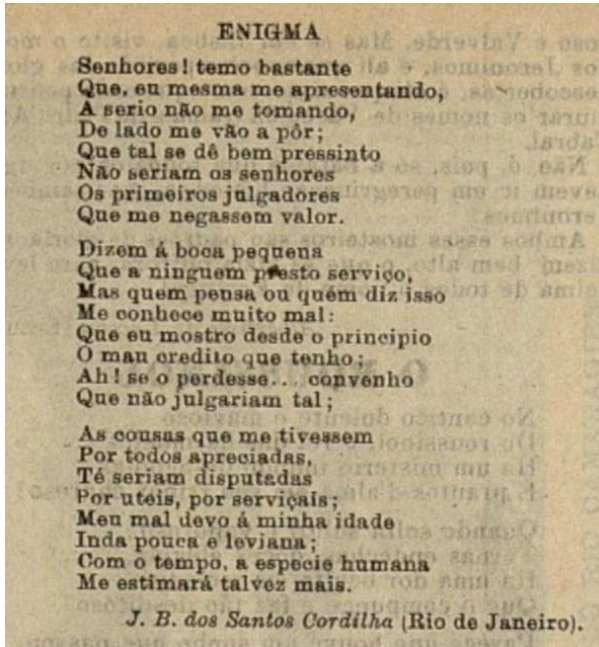 ENIGMA
Senhores! temo bastante
Que, eu mesma me apresentando,
A serio não me tomando,
De lado me vão a pôr;
Que tal se dê bem pressinto
Não seriam os senhores
Os primeiros julgadores
Que me negassem valor.
Dizem á boca pequena
Que a ninguem presto serviço,
Mas quem pensa ou quem diz isso
Me conhece muito mal:
Que eu mostro desde o principio
O mau credito que tenho;
Ah! se o perdesse... convenho
Que não julgariam tal;
As cousas que me tivessem
Por todos apreciadas,
Té seriam disputadas
Por uteis, por serviçais;
Meu mal devo á minha idade
Inda pouca e leviana;
Com o tempo, a especie humana
Me estimará talvez mais.
J. B. dos Santos Cordilha (Rio de Janeiro).